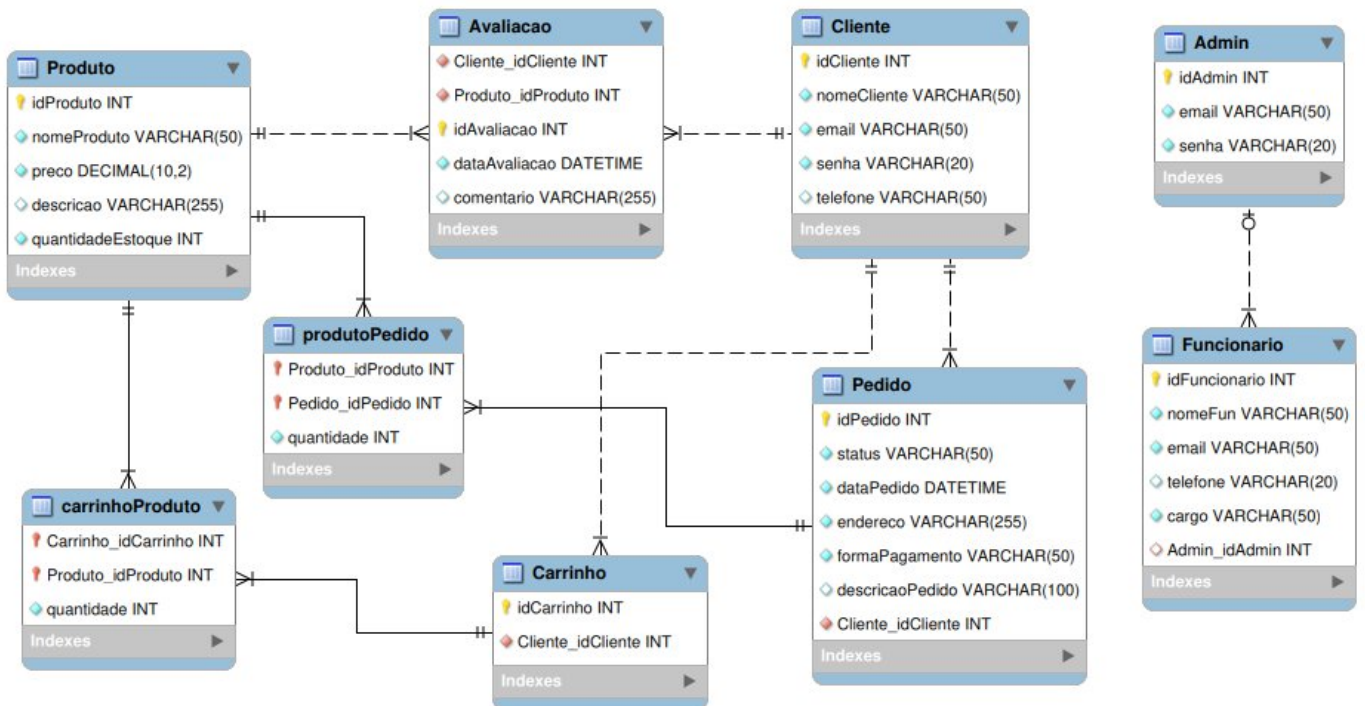 Produto
idProduto INT
nomeProduto VARCHAR(50)
preco DECIMAL(10,2)
descricao VARCHAR(255)
quantidadeEstoque INT
Indexes
Avaliacao
Cliente_idCliente INT
Produto_idProduto INT
idAvaliacao INT
dataAvaliacao DATETIME
comentario VARCHAR(255)
Indexes
Cliente
idCliente INT
nomeCliente VARCHAR(50)
email VARCHAR(50)
senha VARCHAR(20)
telefone VARCHAR(50)
Indexes
Admin
idAdmin INT
email VARCHAR(50)
senha VARCHAR(20)
Indexes
produtoPedido
Produto_idProduto INT
Pedido_idPedido INT
quantidade INT
Indexes
Pedido
idPedido INT
status VARCHAR(50)
dataPedido DATETIME
endereco VARCHAR(255)
formaPagamento VARCHAR(50)
descricaoPedido VARCHAR(100)
Cliente_idCliente INT
Indexes
Funcionario
idFuncionario INT
nomeFun VARCHAR(50)
email VARCHAR(50)
telefone VARCHAR(20)
cargo VARCHAR(50)
Admin_idAdmin INT
Indexes
carrinhoProduto
Carrinho_idCarrinho INT
Produto_idProduto INT
quantidade INT
Indexes
Carrinho
idCarrinho INT
Cliente_idCliente INT
Indexes